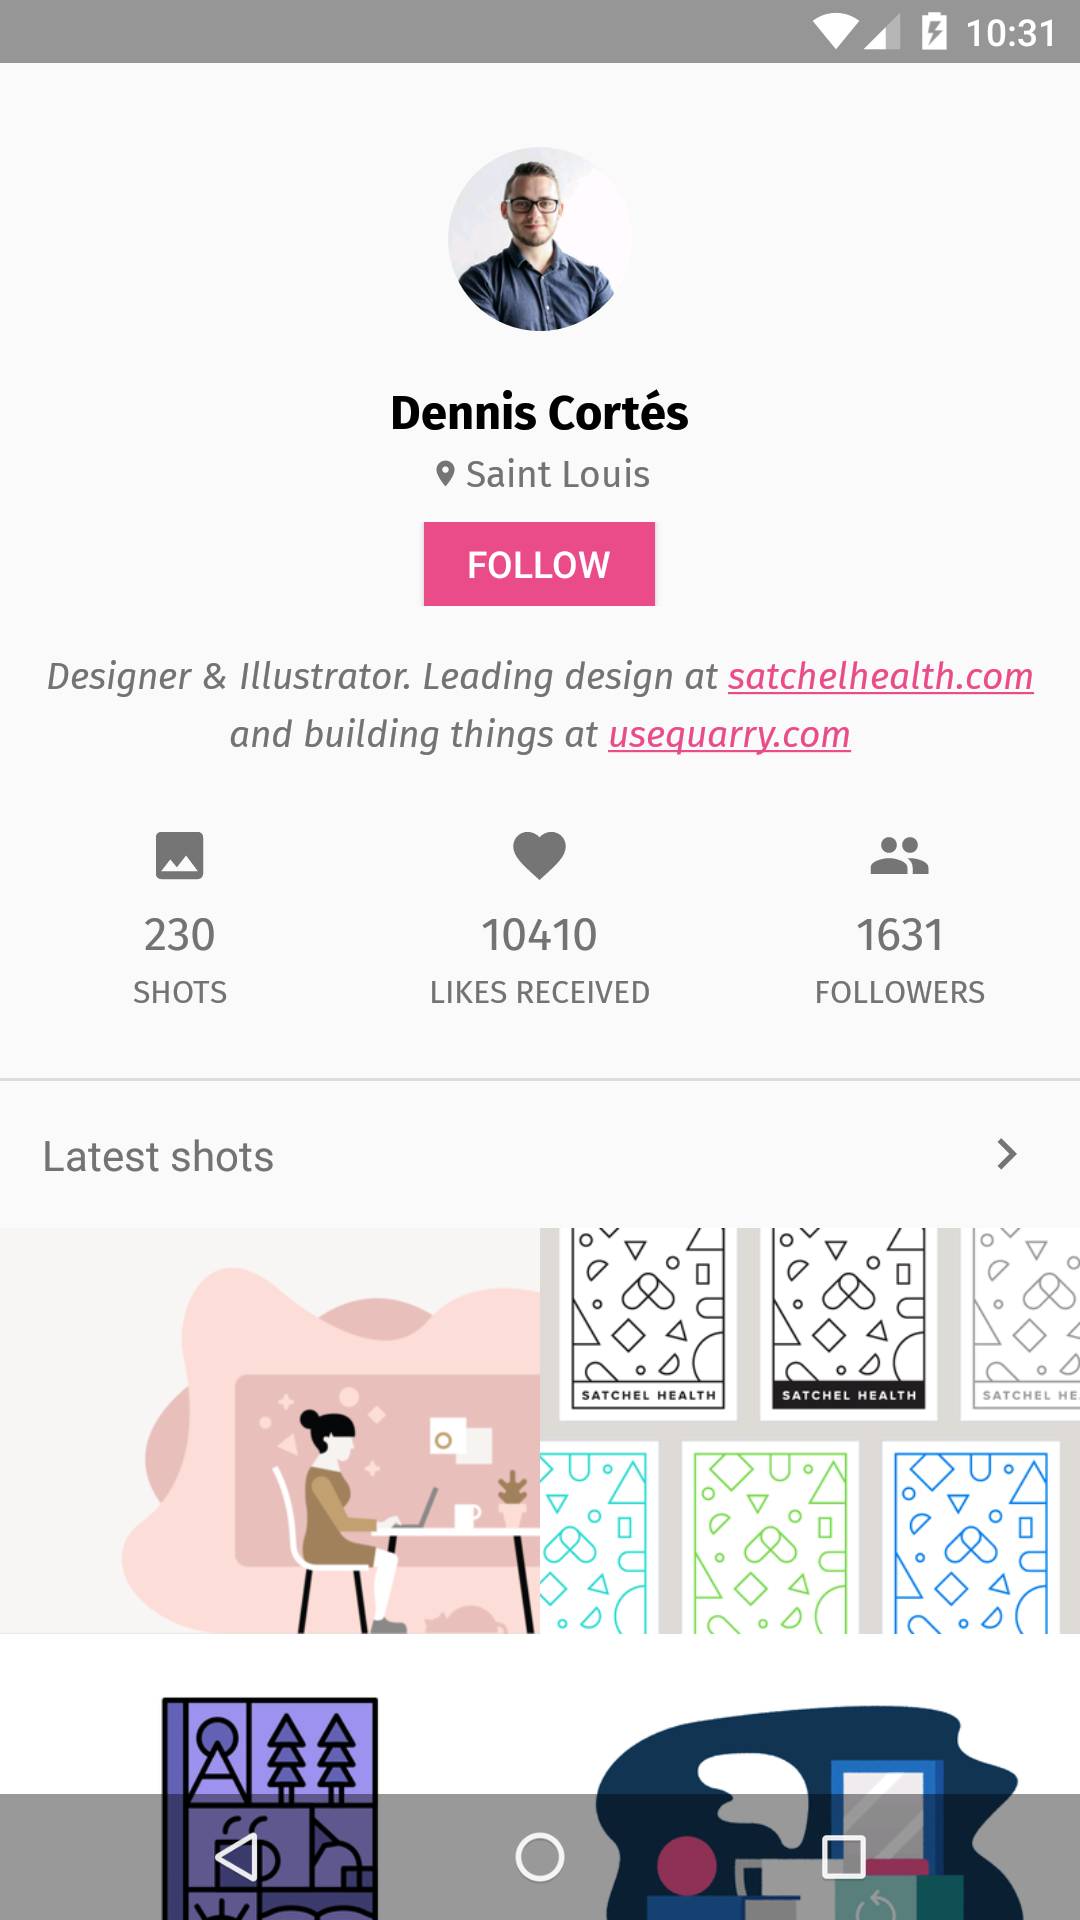 10:31
Dennis Cortés
Saint Louis
FOLLOW
Designer & Illustrator. Leading design at satchelhealth.com
and building things at usequarry.com
230
10410
1631
SHOTS
LIKES RECEIVED
FOLLOWERS
Latest shots
SATCHEL HEALTH
SATCHEL HEALTH
SATCHEL HE